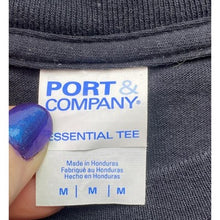 PORT &
COMPANY®
ESSENTIAL TEE
Made in Honduras
Fabriqué au Honduras
Hecho en Honduras
M M M